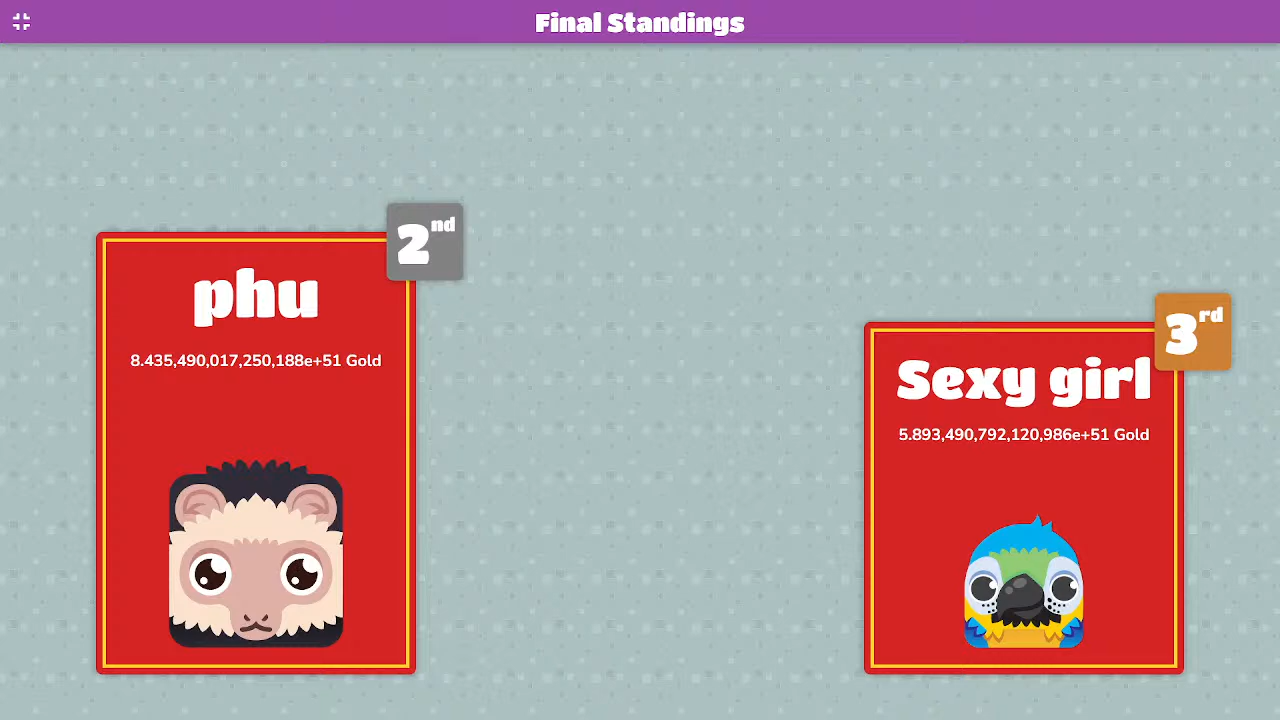 Final Standings
2nd
phu
8.435,490,017,250,188e+51 Gold
3rd
Sexy girl
5.893,490,792,120,986e+51 Gold